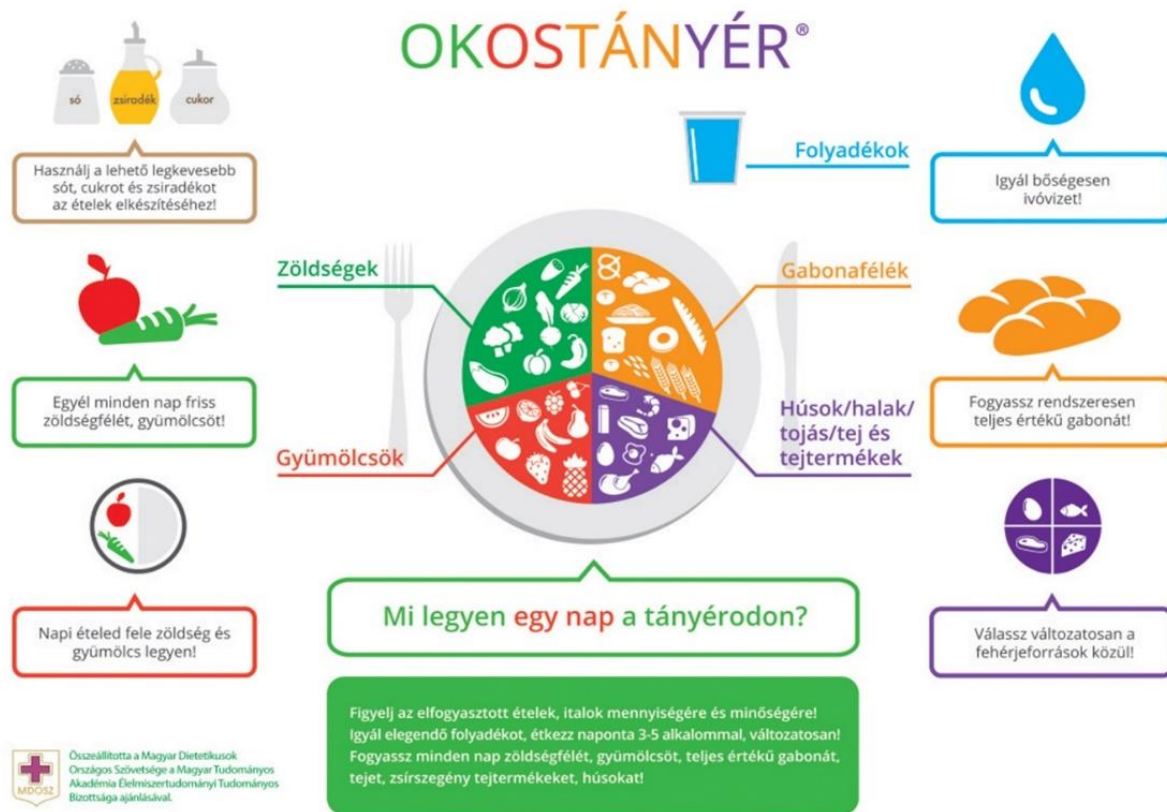 OKOSTÁNYÉR®
só
zsiradék
cukor
Használj a lehető legkevesebb
sót, cukrot és zsiradékot
az ételek elkészítéséhez!
Folyadékok
Igyál bőségesen
ivóvizet!
Zöldségek
Gabonafélék
Egyél minden nap friss
zöldségfélét, gyümölcsöt!
Fogyassz rendszeresen
teljes értékű gabonát!
Gyümölcsök
Húsok/halak/
tojás/tej és
tejtermékek
Napi ételed fele zöldség és
gyümölcs legyen!
Mi legyen egy nap a tányérodon?
Válassz változatosan a
fehérjeforrások közül!
Figyelj az elfogyasztott ételek, italok mennyiségére és minőségére!
Igyál elegendő folyadékot, étkezz naponta 3-5 alkalommal, változatosan!
Fogyassz minden nap zöldségfélét, gyümölcsöt, teljes értékű gabonát,
tejet, zsírszegény tejtermékeket, húsokat!
MDOSZ
Összeállította a Magyar Dietetikusok
Országos Szövetsége a Magyar Tudományos
Akadémia Élelmiszertudományi Tudományos
Bizottsága ajánlásával.